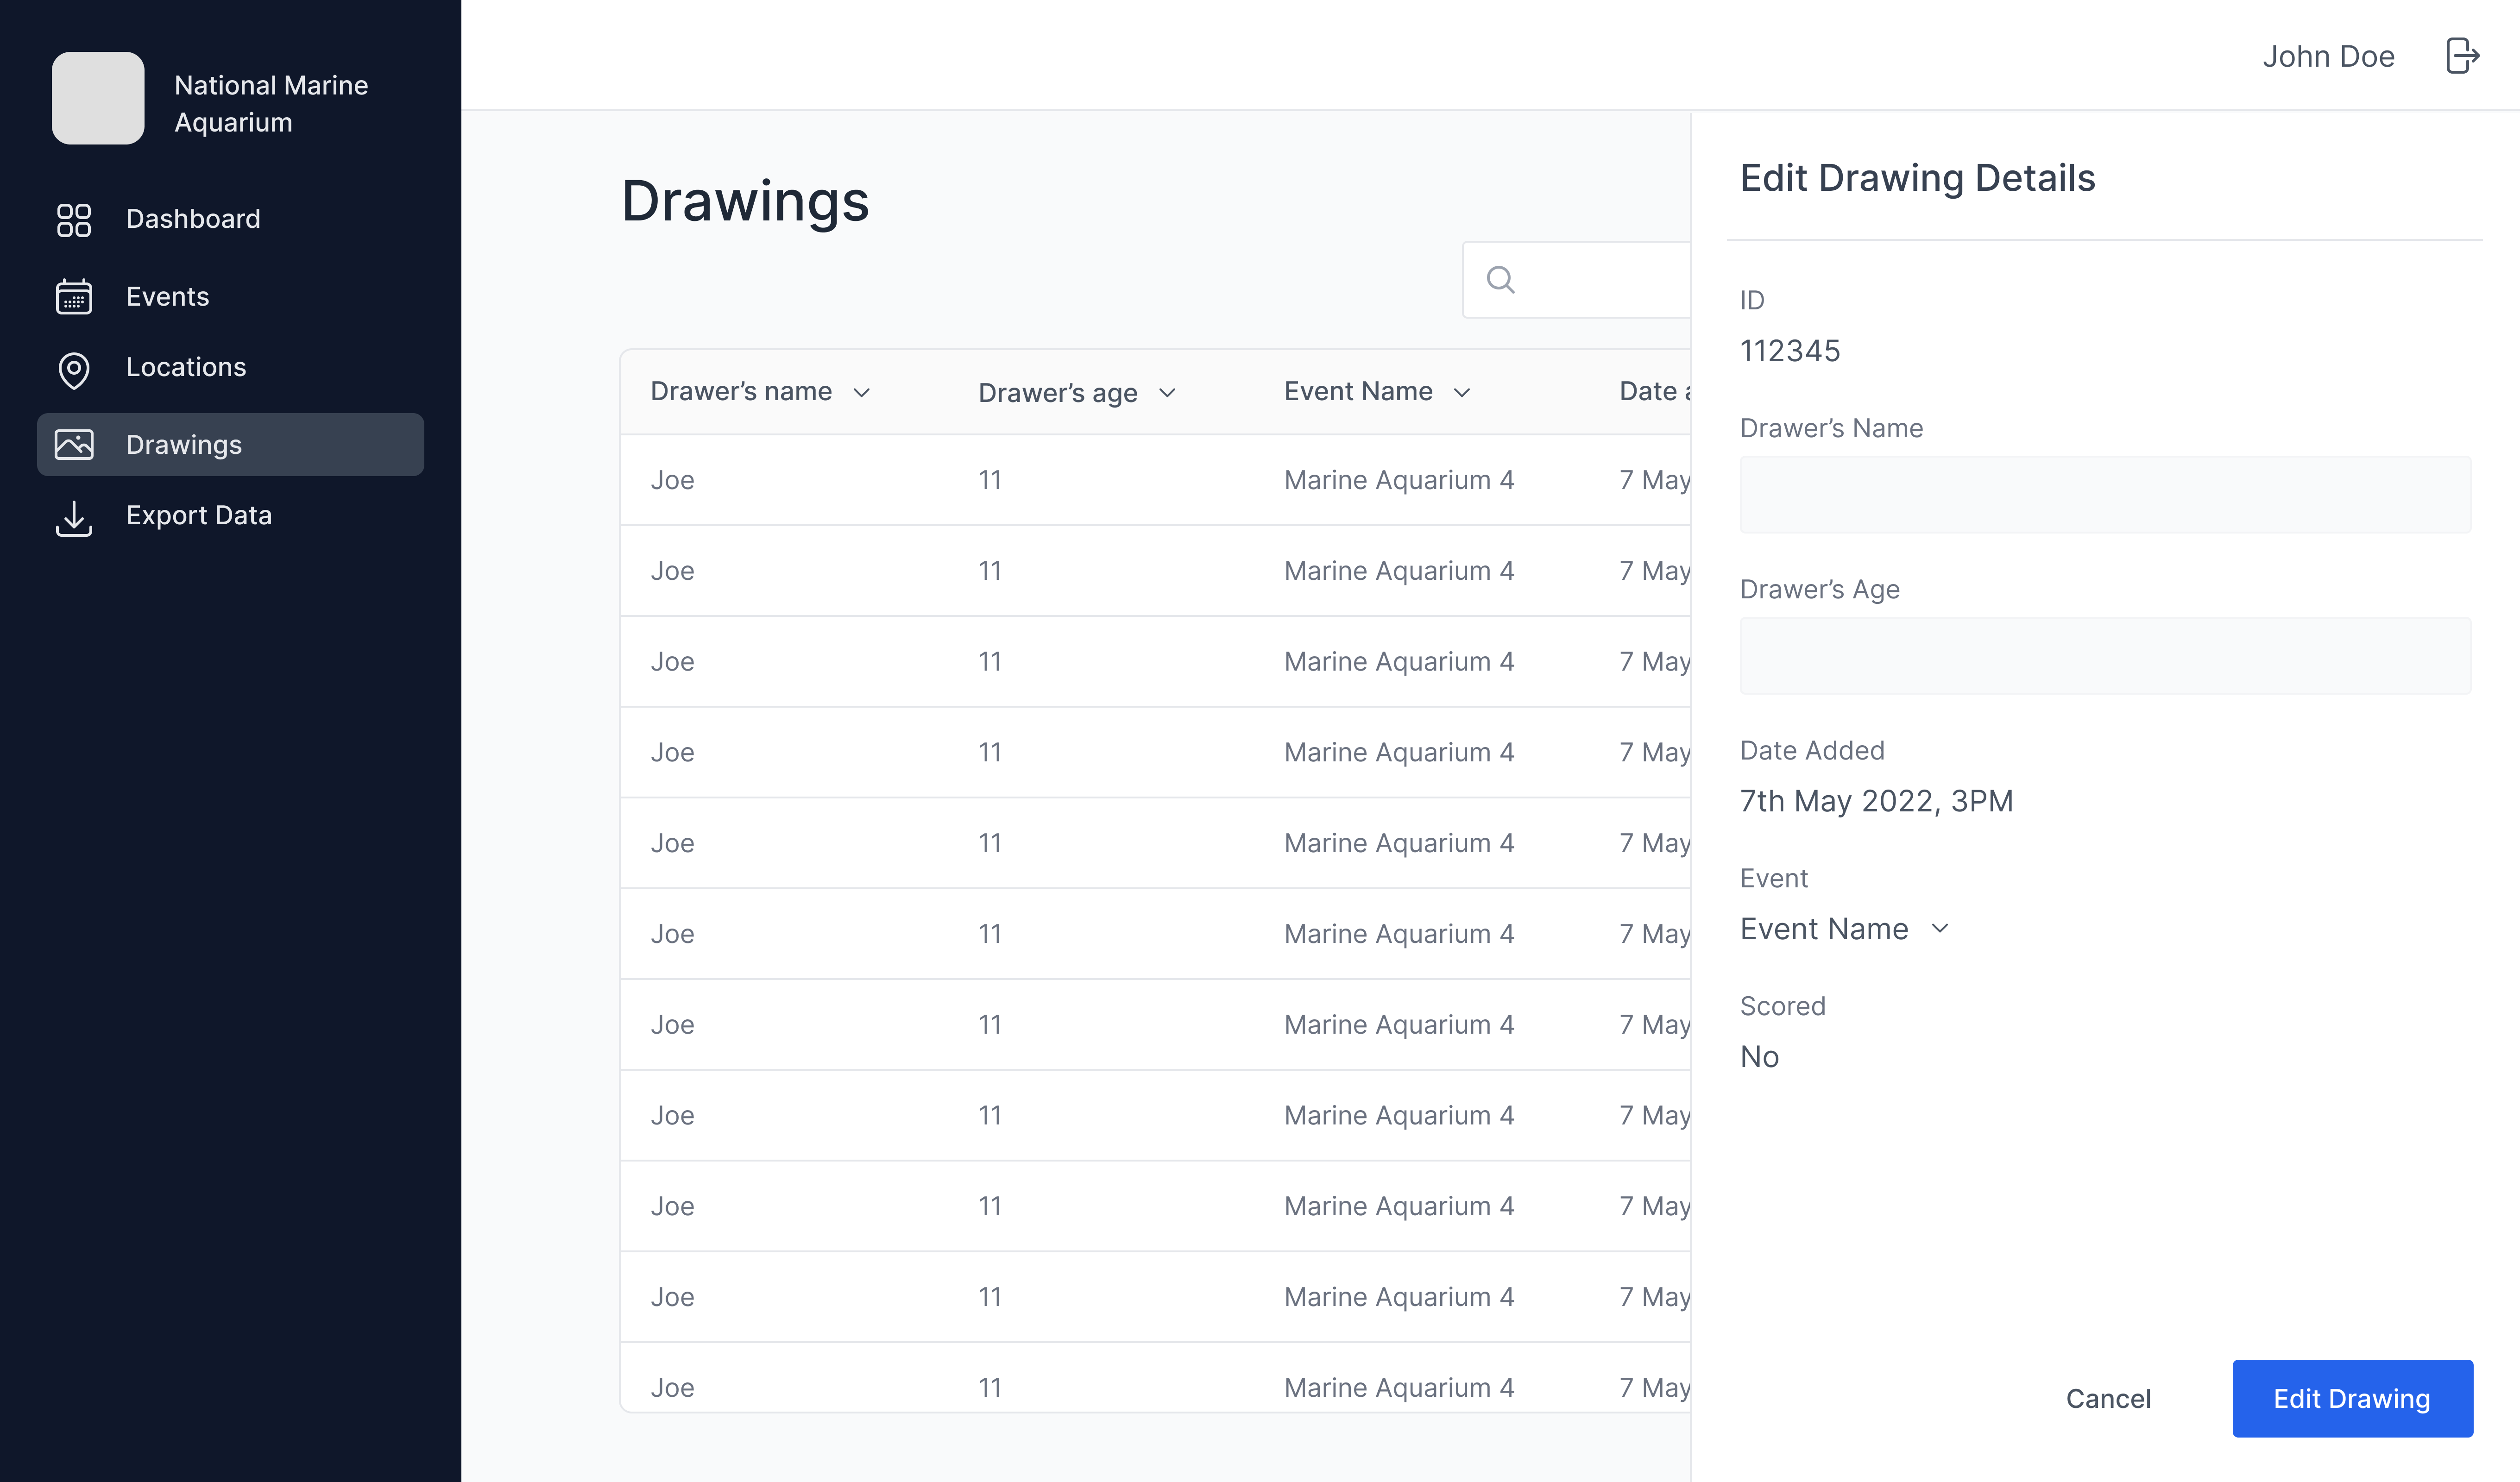 National Marine
Aquarium
Dashboard
Events
Locations
Drawings
Export Data
John Doe
Drawings
Drawer’s name Drawer’s age Event Name Date
Joe 11 Marine Aquarium 4 7 May
Joe 11 Marine Aquarium 4 7 May
Joe 11 Marine Aquarium 4 7 May
Joe 11 Marine Aquarium 4 7 May
Joe 11 Marine Aquarium 4 7 May
Joe 11 Marine Aquarium 4 7 May
Joe 11 Marine Aquarium 4 7 May
Joe 11 Marine Aquarium 4 7 May
Joe 11 Marine Aquarium 4 7 May
Joe 11 Marine Aquarium 4 7 May
Joe 11 Marine Aquarium 4 7 May
Edit Drawing Details
ID
112345
Drawer’s Name
Drawer’s Age
Date Added
7th May 2022, 3PM
Event
Event Name
Scored
No
Cancel
Edit Drawing